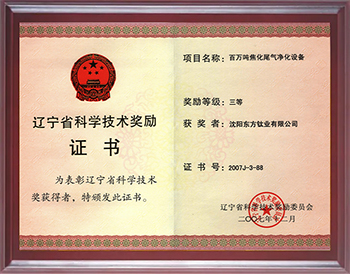 辽宁省科学技术奖励
证书
为表彰辽宁省科学技术
奖获得者，特颁发此证书。
项目名称：百万吨焦化尾气净化设备
奖励等级：三等
获奖者：沈阳东方钛业有限公司
证书号：2007J-3-88
辽宁省科学技术奖励委员会
二〇〇七年十二月